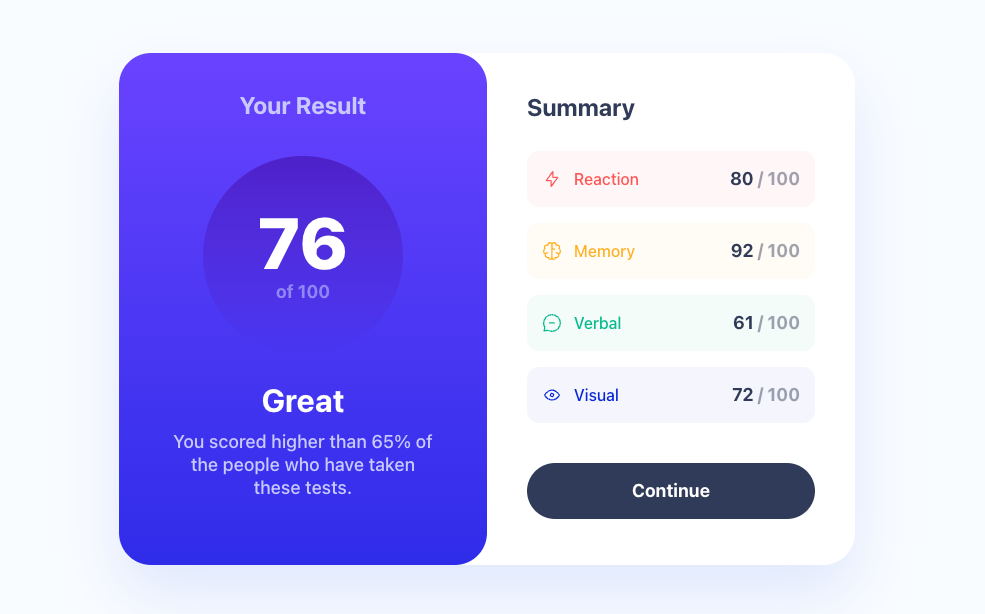 Your Result
76
of 100
Great
You scored higher than 65% of
the people who have taken
these tests.
Summary
Reaction 80 / 100
Memory 92 / 100
Verbal 61 / 100
Visual 72 / 100
Continue